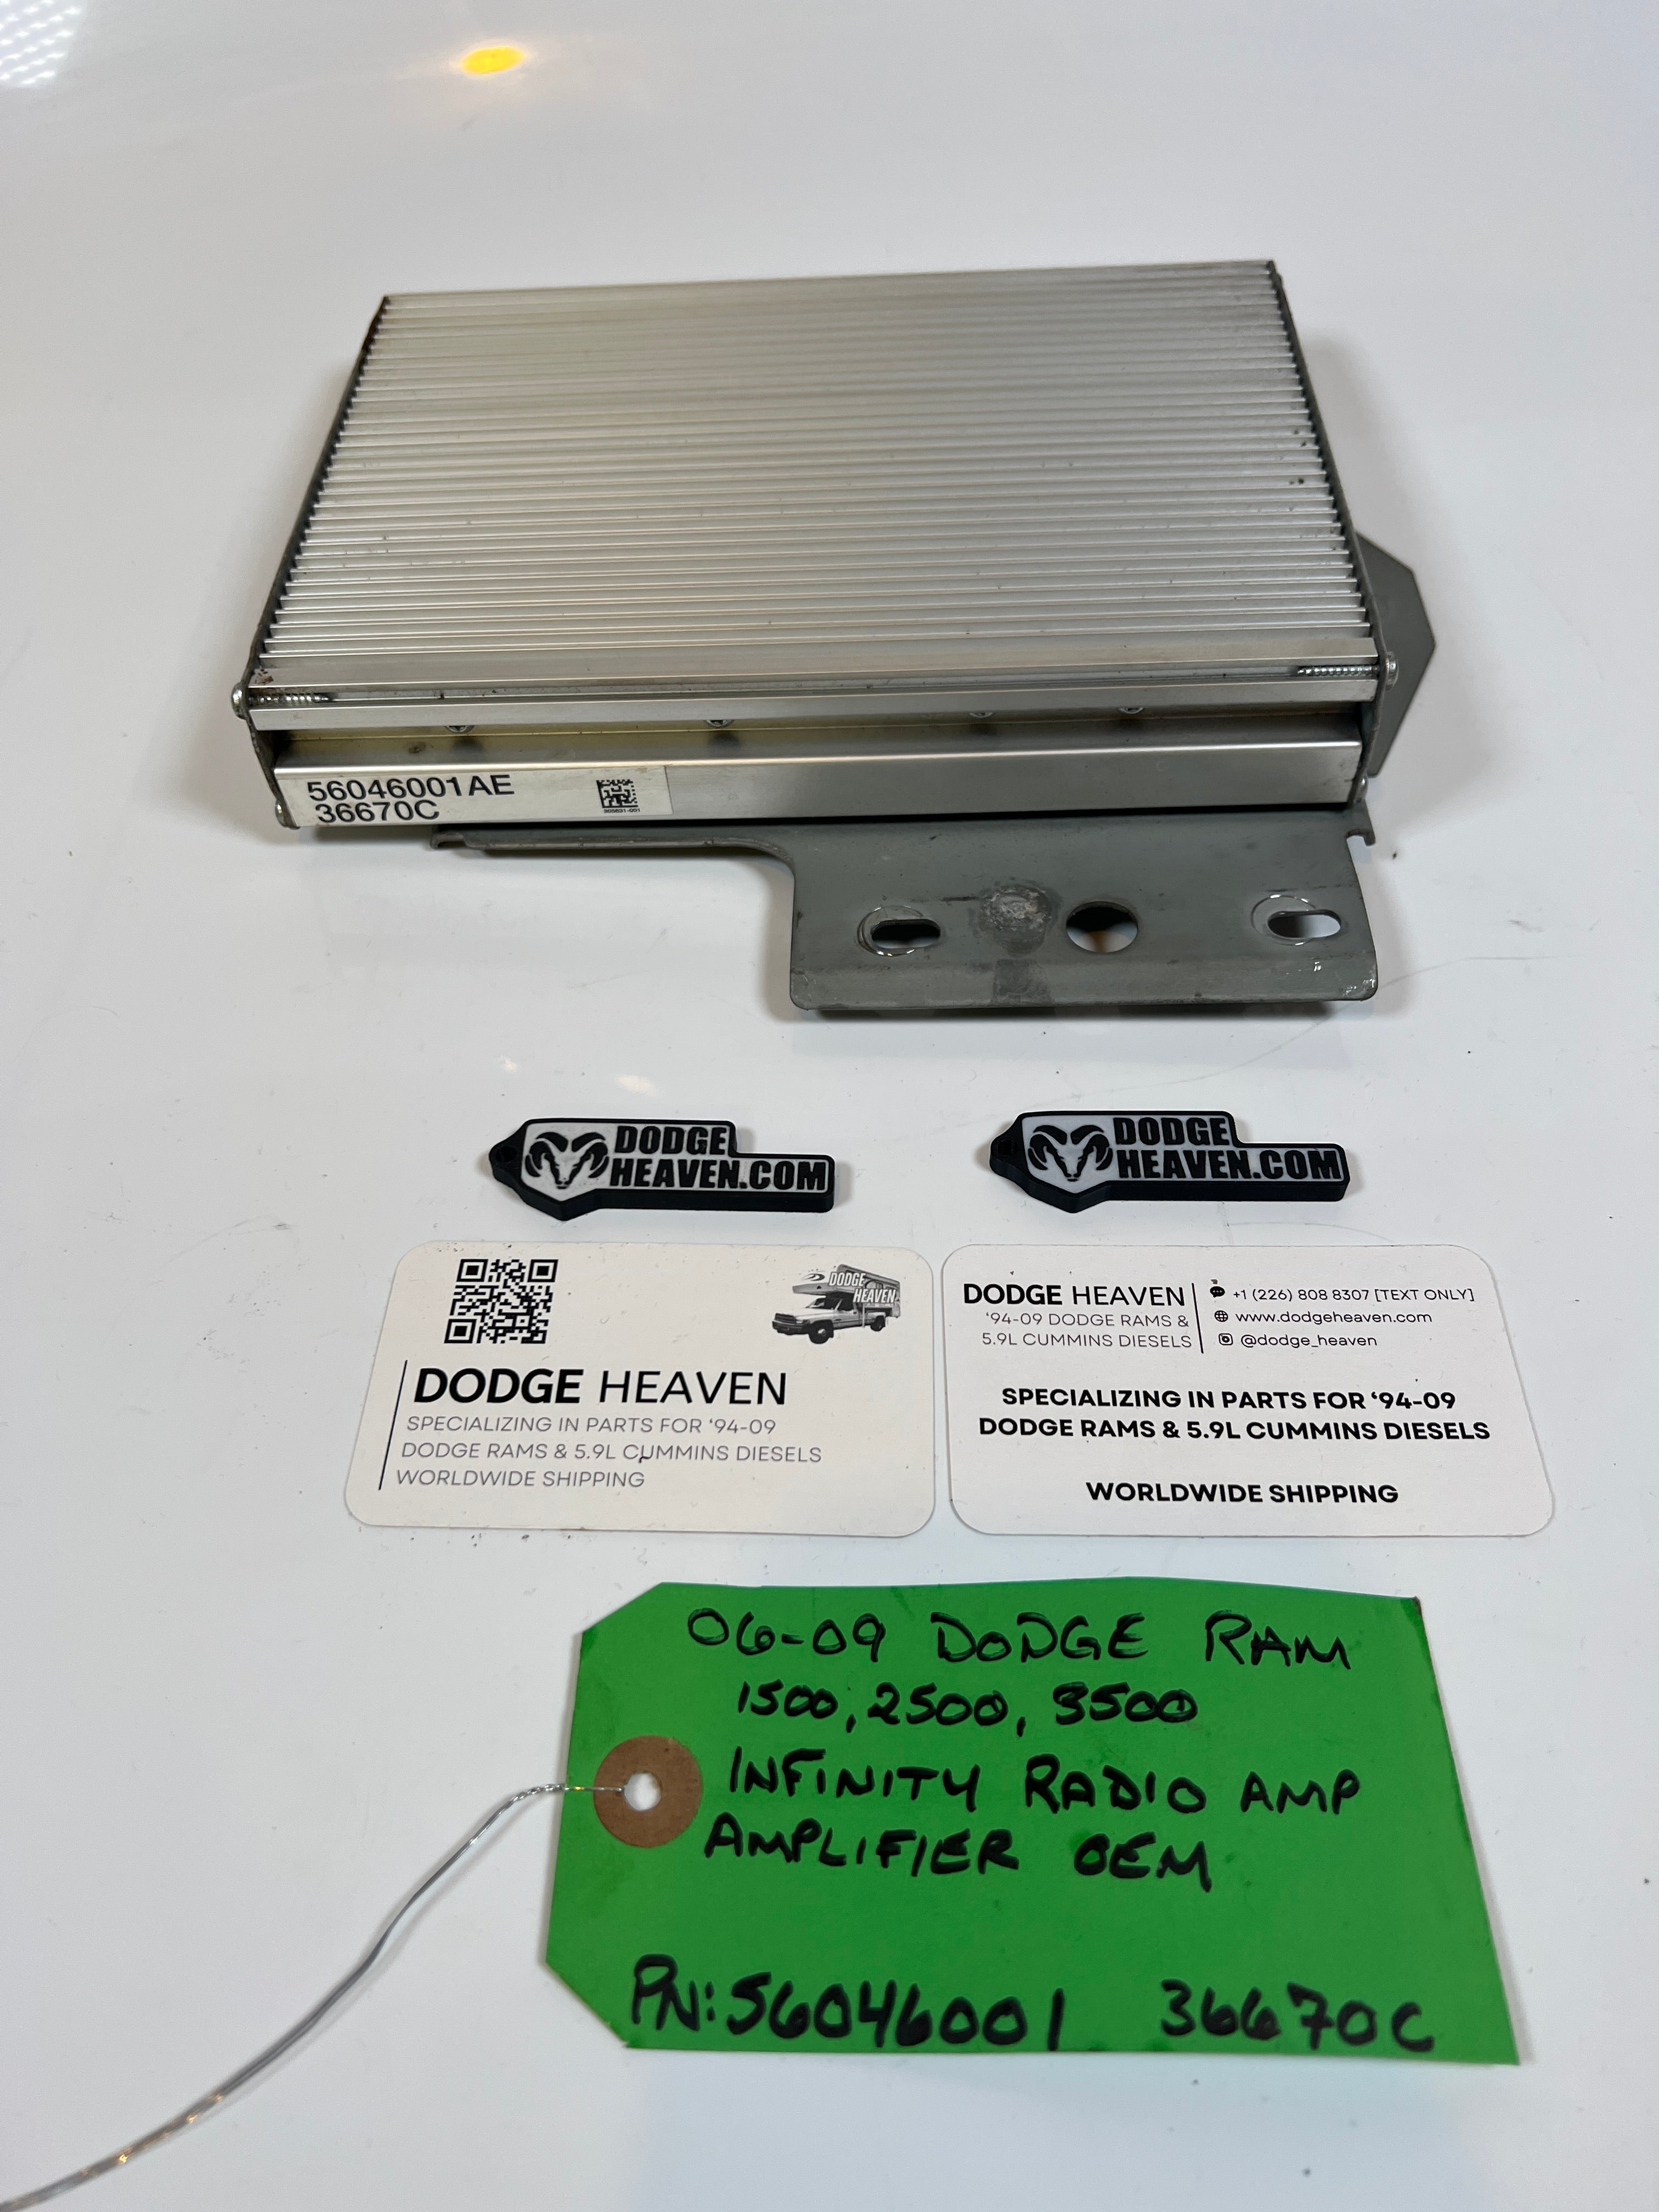 56046001AE
36670C
DODGE
HEAVEN.COM
DODGE
HEAVEN.COM
DODGE
HEAVEN
DODGE HEAVEN
SPECIALIZING IN PARTS FOR ‘94-09
DODGE RAMS & 5.9L CUMMINS DIESELS
WORLDWIDE SHIPPING
DODGE HEAVEN
‘94-09 DODGE RAMS &
5.9L CUMMINS DIESELS
+1 (226) 808 8307 [TEXT ONLY]
www.dodgeheaven.com
@dodge_heaven
SPECIALIZING IN PARTS FOR ‘94-09
DODGE RAMS & 5.9L CUMMINS DIESELS
WORLDWIDE SHIPPING
06-09 DODGE RAM
1500, 2500, 3500
INFINITY RADIO AMP
AMPLIFIER OEM
PN: 56046001 36670C